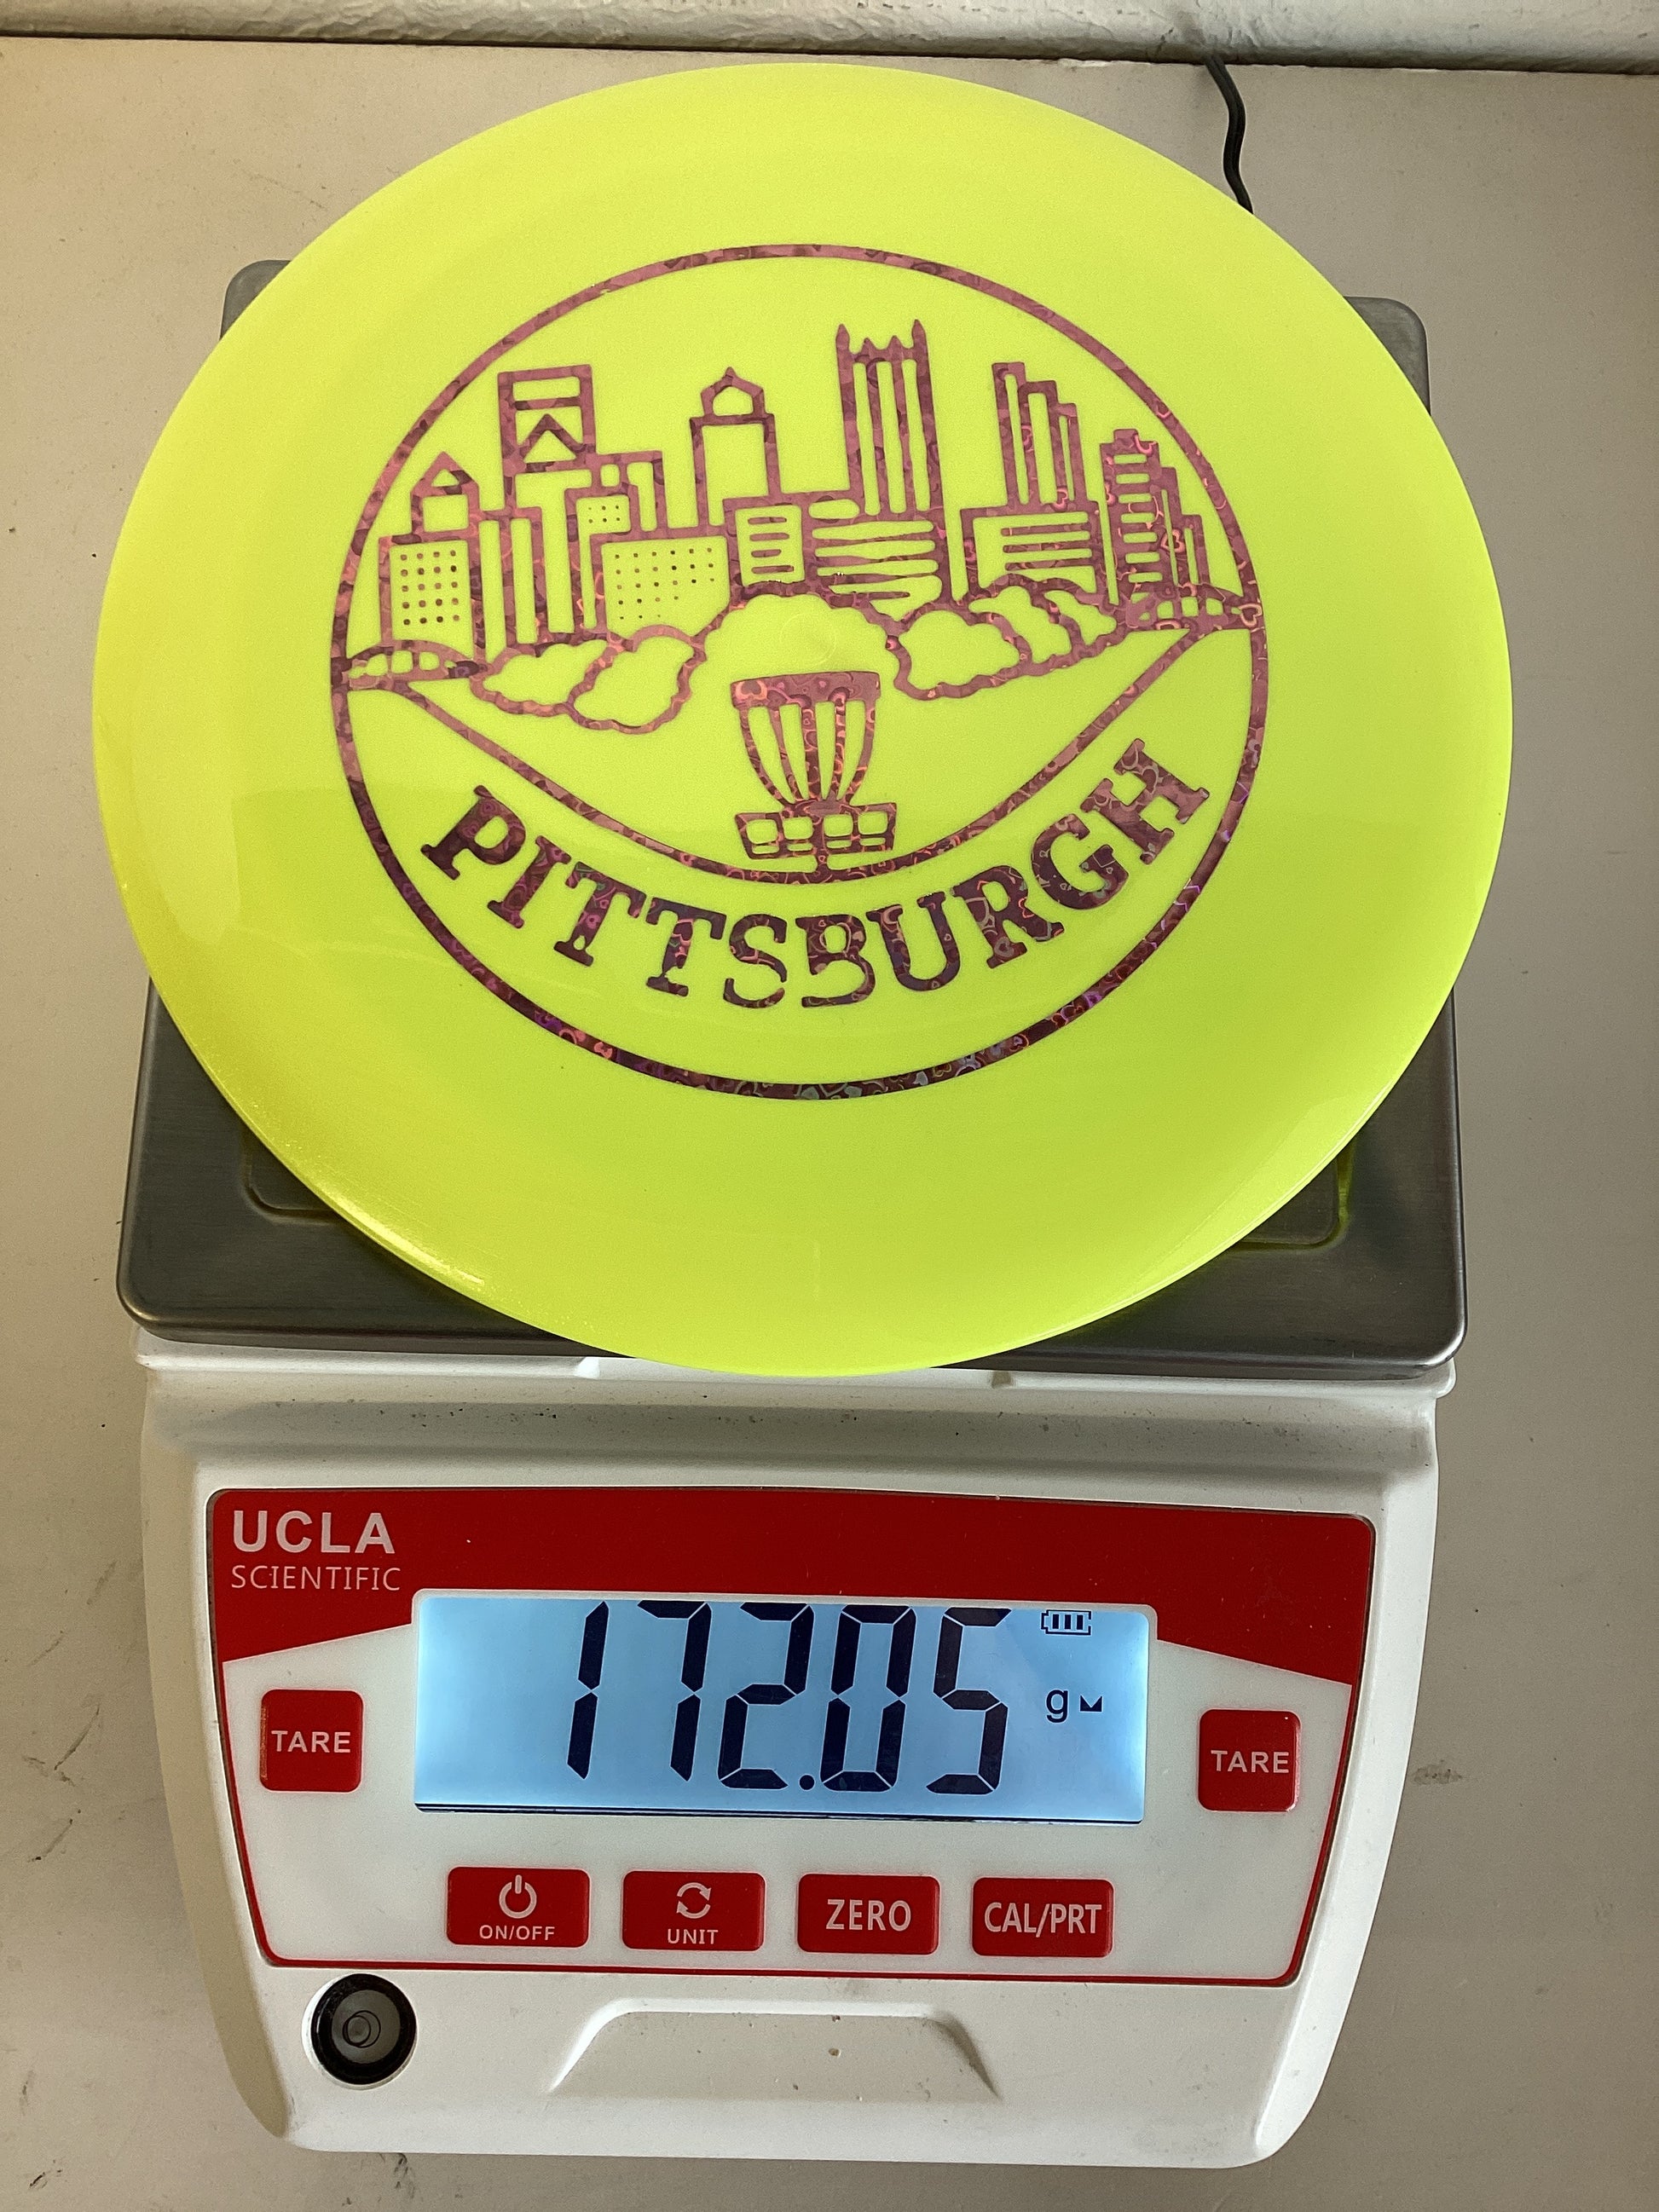 PITTSBURGH
UCLA
SCIENTIFIC
172.05 g
TARE
TARE
ON/OFF
UNIT
ZERO
CAL/PRT